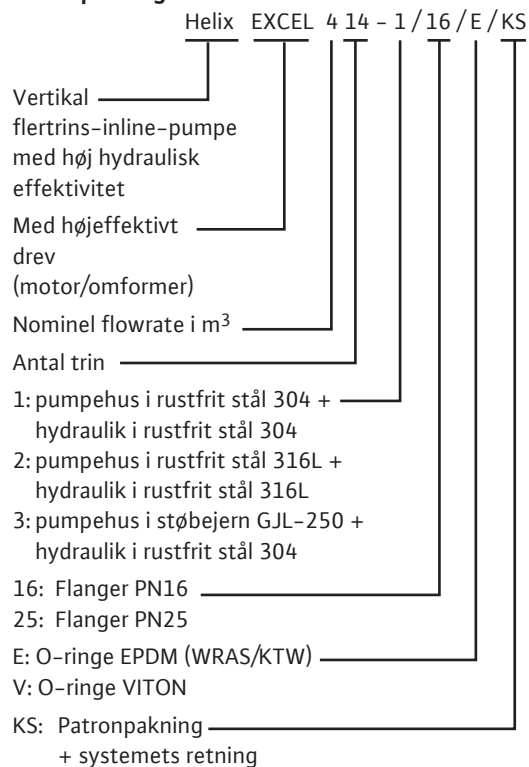 Helix EXCEL 4 14 - 1 / 16 / E / KS
Vertikal
flertrins-inline-pumpe
med høj hydraulisk
effektivitet
Med højeffektivt
drev
(motor/omformer)
Nominel flowrate i m³
Antal trin
1: pumpehus i rustfrit stål 304 +
hydraulik i rustfrit stål 304
2: pumpehus i rustfrit stål 316L +
hydraulik i rustfrit stål 316L
3: pumpehus i støbejern GJL-250 +
hydraulik i rustfrit stål 304
16: Flanger PN16
25: Flanger PN25
E: O-ringe EPDM (WRAS/KTW)
V: O-ringe VITON
KS: Patronpakning
+ systemets retning